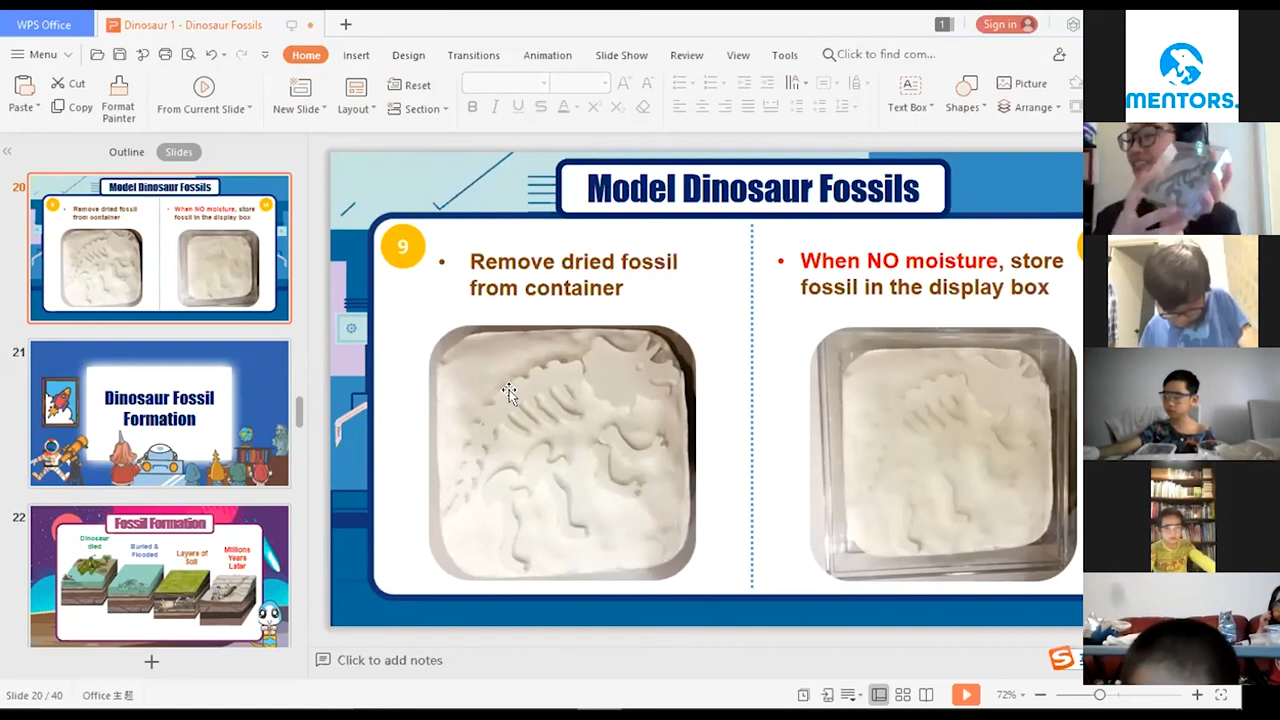 WPS Office
Dinosaur 1 - Dinosaur Fossils
1
Sign in
Menu
Home
Insert
Design
Transitions
Animation
Slide Show
Review
View
Tools
Click to find com...
Paste
Cut
Copy
Format
Painter
From Current Slide
New Slide
Layout
Reset
Section
B I U S A X² X₂
Text Box
Shapes
Picture
Arrange
Outline
Slides
20
Model Dinosaur Fossils
Remove dried fossil
from container
When NO moisture, store
fossil in the display box
21
Dinosaur Fossil
Formation
22
Fossil Formation
Dinosaur
died
Buried &
Flooded
Layers of
Soil
Millions
Years
Later
Model Dinosaur Fossils
9
• Remove dried fossil
from container
• When NO moisture, store
fossil in the display box
Click to add notes
Slide 20 / 40
Office 主题
72%
MENTORS.